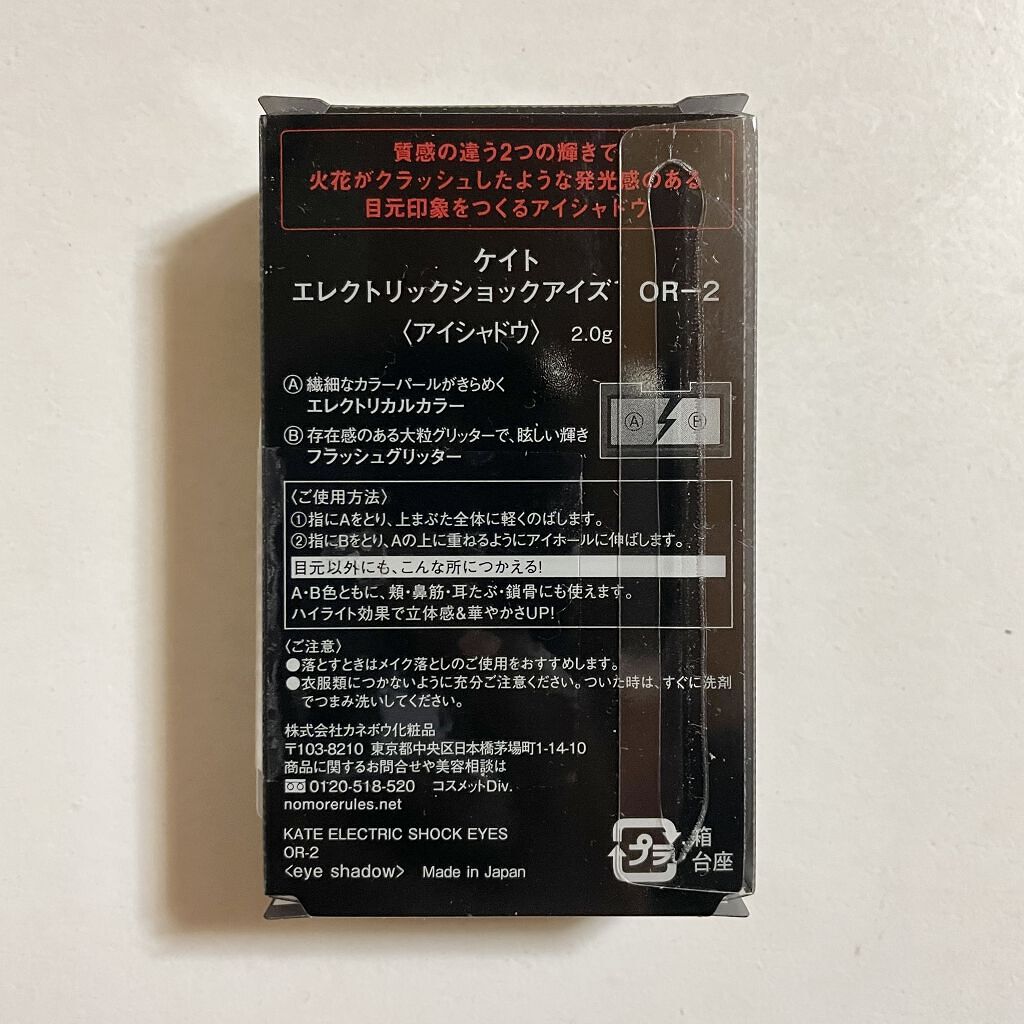 質感の違う2つの輝きで
火花がクラッシュしたような発光感のある
目元印象をつくるアイシャドウ
ケイト
エレクトリックショックアイズ OR-2
〈アイシャドウ〉 2.0g
Ⓐ 繊細なカラーパールがきらめく
エレクトリカルカラー
Ⓑ 存在感のある大粒グリッターで、眩しい輝き
フラッシュグリッター
Ⓐ Ⓑ
〈ご使用方法〉
①指にAをとり、上まぶた全体に軽くのばします。
②指にBをとり、Aの上に重ねるようにアイホールに伸ばします。
目元以外にも、こんな所につかえる!
A・B色ともに、頬・鼻筋・耳たぶ・鎖骨にも使えます。
ハイライト効果で立体感&華やかさUP!
〈ご注意〉
●落とすときはメイク落としのご使用をおすすめします。
●衣服類につかないように充分ご注意ください。ついた時は、すぐに洗剤
でつまみ洗いしてください。
株式会社カネボウ化粧品
〒103-8210 東京都中央区日本橋茅場町1-14-10
商品に関するお問合せや美容相談は
0120-518-520 コスメットDiv.
nomorerules.net
KATE ELECTRIC SHOCK EYES
OR-2
<eye shadow> Made in Japan
プラ 箱
台座